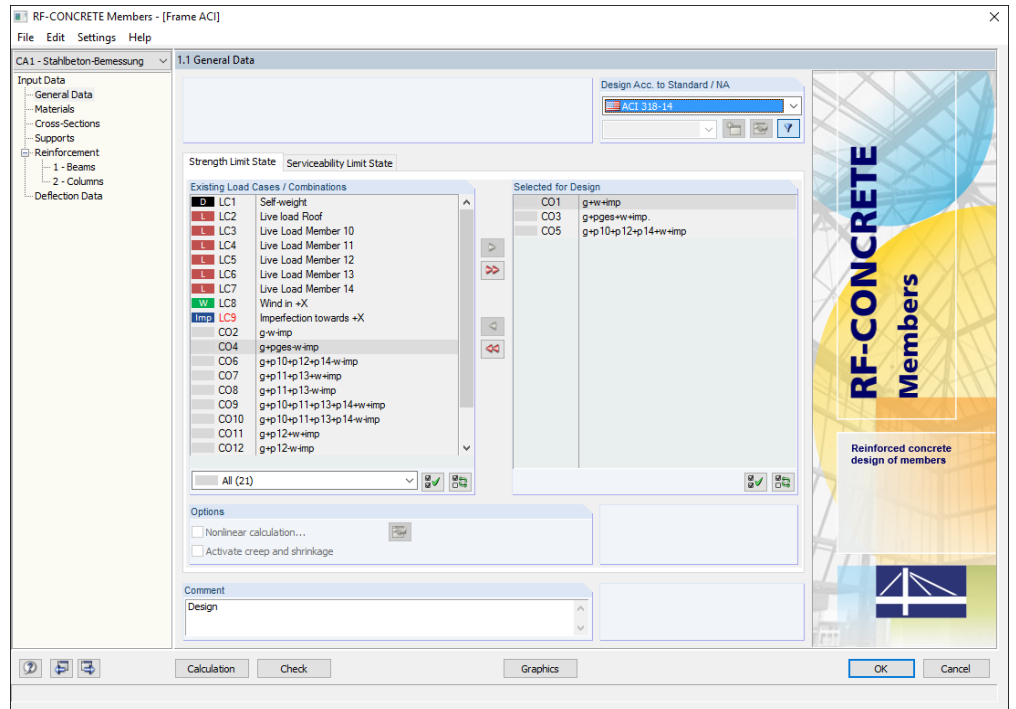 RF-CONCRETE Members - [Frame ACI]
File Edit Settings Help
CA1 - Stahlbeton-Bemessung
1.1 General Data
Input Data
General Data
Materials
Cross-Sections
Supports
Reinforcement
1 - Beams
2 - Columns
Deflection Data
Design Acc. to Standard / NA
ACI 318-14
Strength Limit State Serviceability Limit State
Existing Load Cases / Combinations
D LC1 Self-weight
L LC2 Live load Roof
L LC3 Live Load Member 10
L LC4 Live Load Member 11
L LC5 Live Load Member 12
L LC6 Live Load Member 13
L LC7 Live Load Member 14
W LC8 Wind in +X
Imp LC9 Imperfection towards +X
CO2 g-w-imp
CO4 g+pges-w-imp
CO6 g+p10+p12+p14-w-imp
CO7 g+p11+p13+w+imp
CO8 g+p11+p13-w-imp
CO9 g+p10+p11+p13+p14+w+imp
CO10 g+p10+p11+p13+p14-w-imp
CO11 g+p12+w+imp
CO12 g+p12-w-imp
All (21)
Selected for Design
CO1 g+w+imp
CO3 g+pges+w+imp.
CO5 g+p10+p12+p14+w+imp
Options
Nonlinear calculation...
Activate creep and shrinkage
Comment
Design
RF-CONCRETE
Members
Reinforced concrete
design of members
Calculation Check Graphics OK Cancel